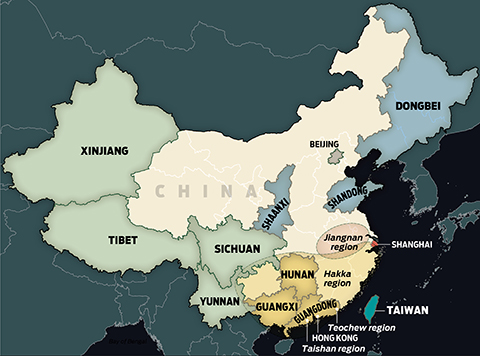 DONGBEI
BEIJING
XINJIANG
CHINA
SHAANXI
SHANDONG
TIBET
SICHUAN
Jiangnan
region
SHANGHAI
HUNAN
Hakka
region
YUNNAN
GUANGXI
GUANGDONG
TAIWAN
Teochew region
HONG KONG
Taishan region